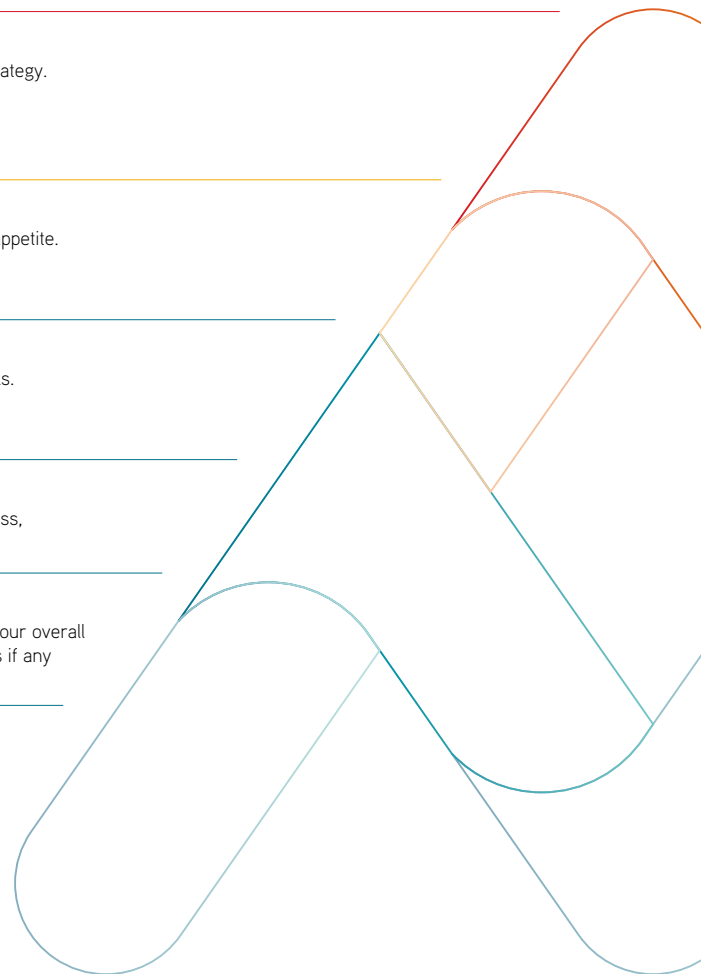 ategy.
ppetite.
s.
ss,
our overall
s if any